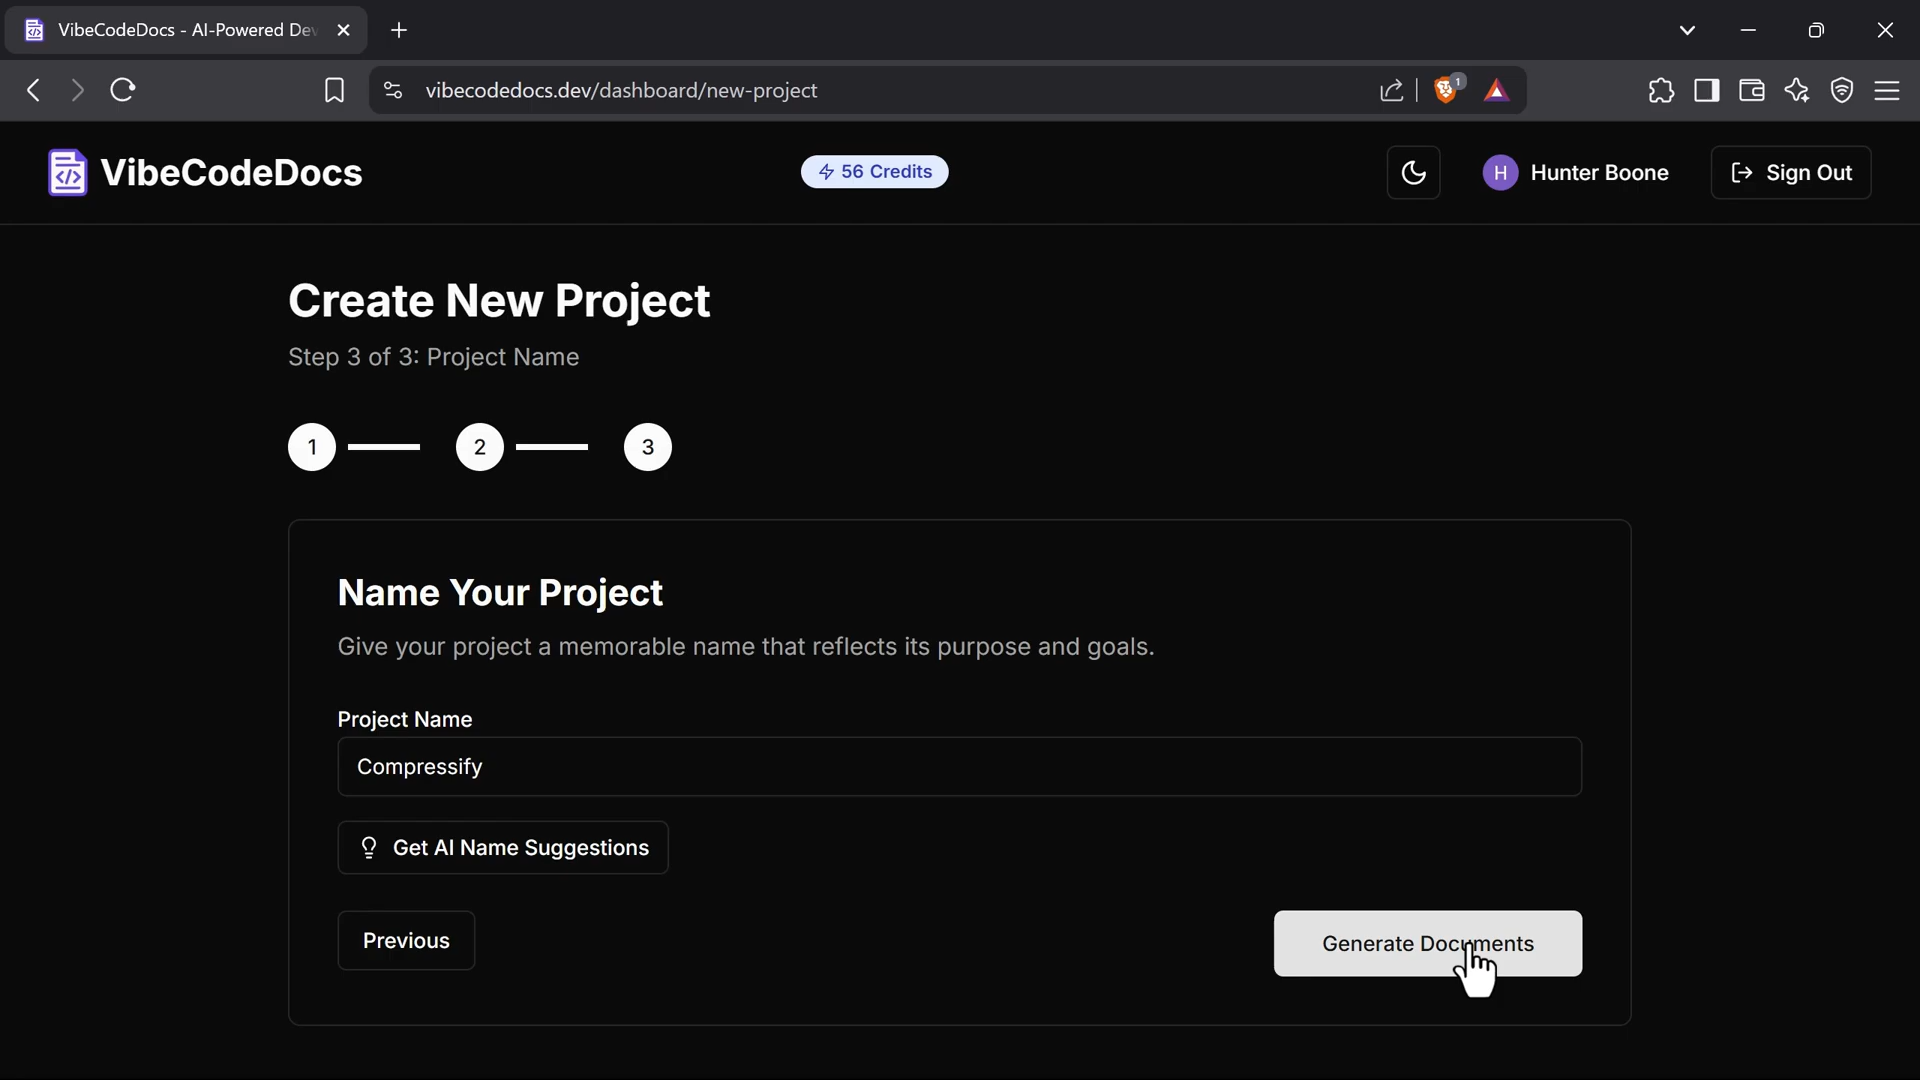 VibeCodeDocs - AI-Powered Dev
vibecodedocs.dev/dashboard/new-project
1
VibeCodeDocs
56 Credits
H
Hunter Boone
Sign Out
Create New Project
Step 3 of 3: Project Name
1
2
3
Name Your Project
Give your project a memorable name that reflects its purpose and goals.
Project Name
Compressify
Get AI Name Suggestions
Previous
Generate Documents